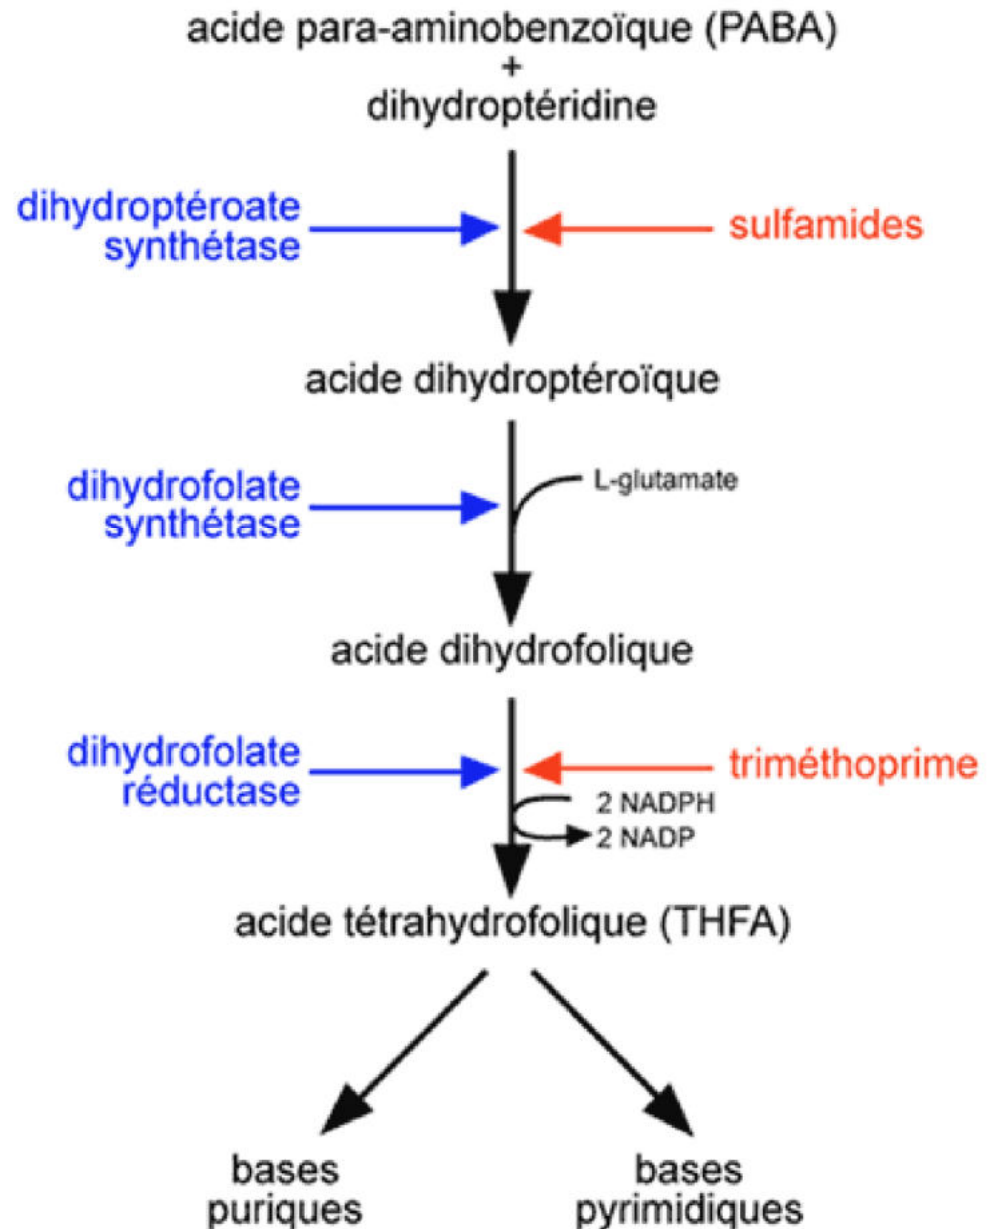 acide para-aminobenzoïque (PABA)
+
dihydroptéridine
dihydroptéroate
synthétase
sulfamides
acide dihydroptéroïque
dihydrofolate
synthétase
L-glutamate
acide dihydrofolique
dihydrofolate
réductase
triméthoprime
2 NADPH
2 NADP
acide tétrahydrofolique (THFA)
bases
puriques
bases
pyrimidiques